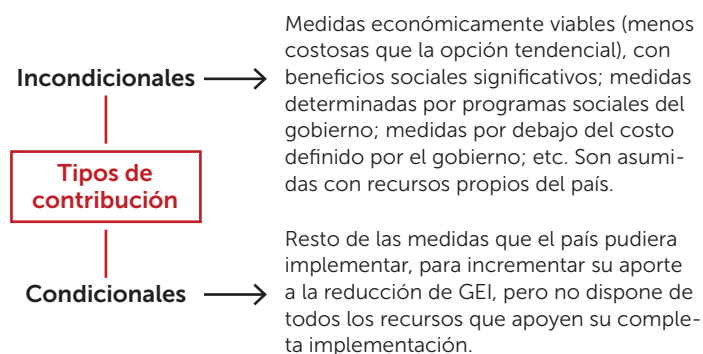 Medidas económicamente viables (menos
costosas que la opción tendencial), con
Incondicionales
beneficios sociales significativos; medidas
determinadas por programas sociales del
gobierno; medidas por debajo del costo
definido por el gobierno; etc. Son asumi-
das con recursos propios del país.
Tipos de
contribución
Resto de las medidas que el país pudiera
implementar, para incrementar su aporte
Condicionales
a la reducción de GEI, pero no dispone de
todos los recursos que apoyen su comple-
ta implementación.